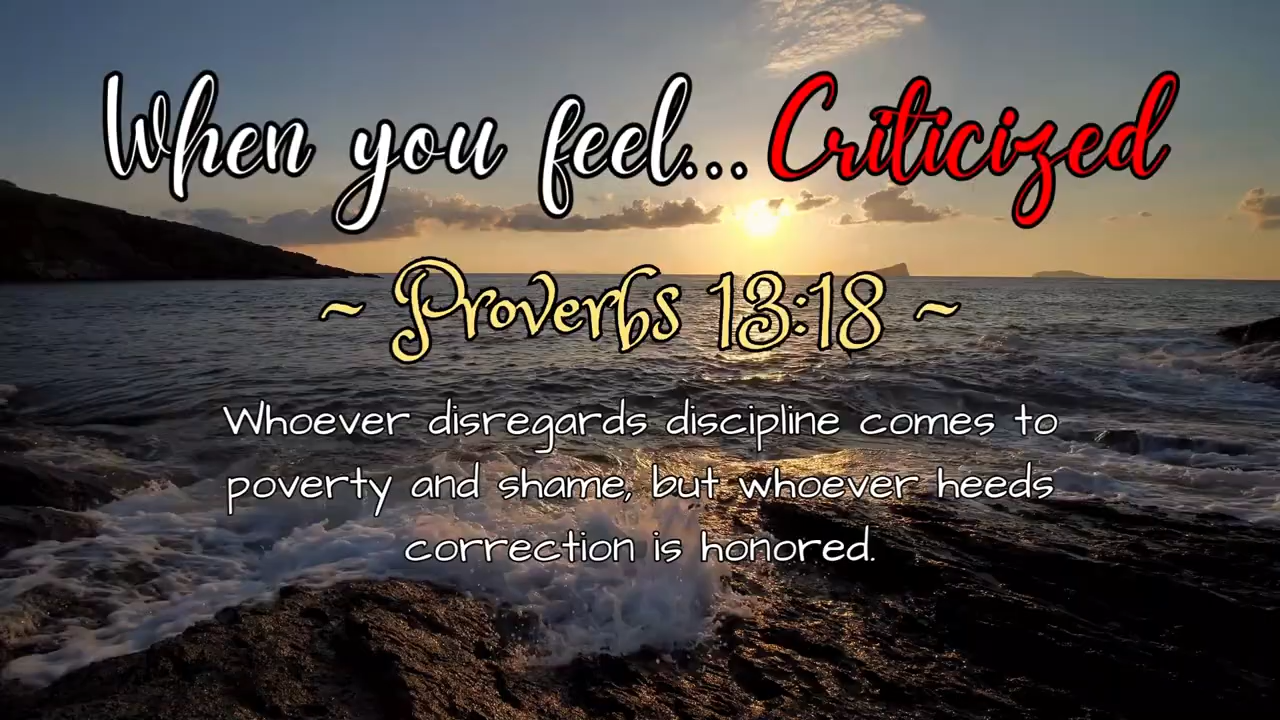 When you feel... Criticized
~ Proverbs 13:18 ~
Whoever disregards discipline comes to
poverty and shame, but whoever heeds
correction is honored.